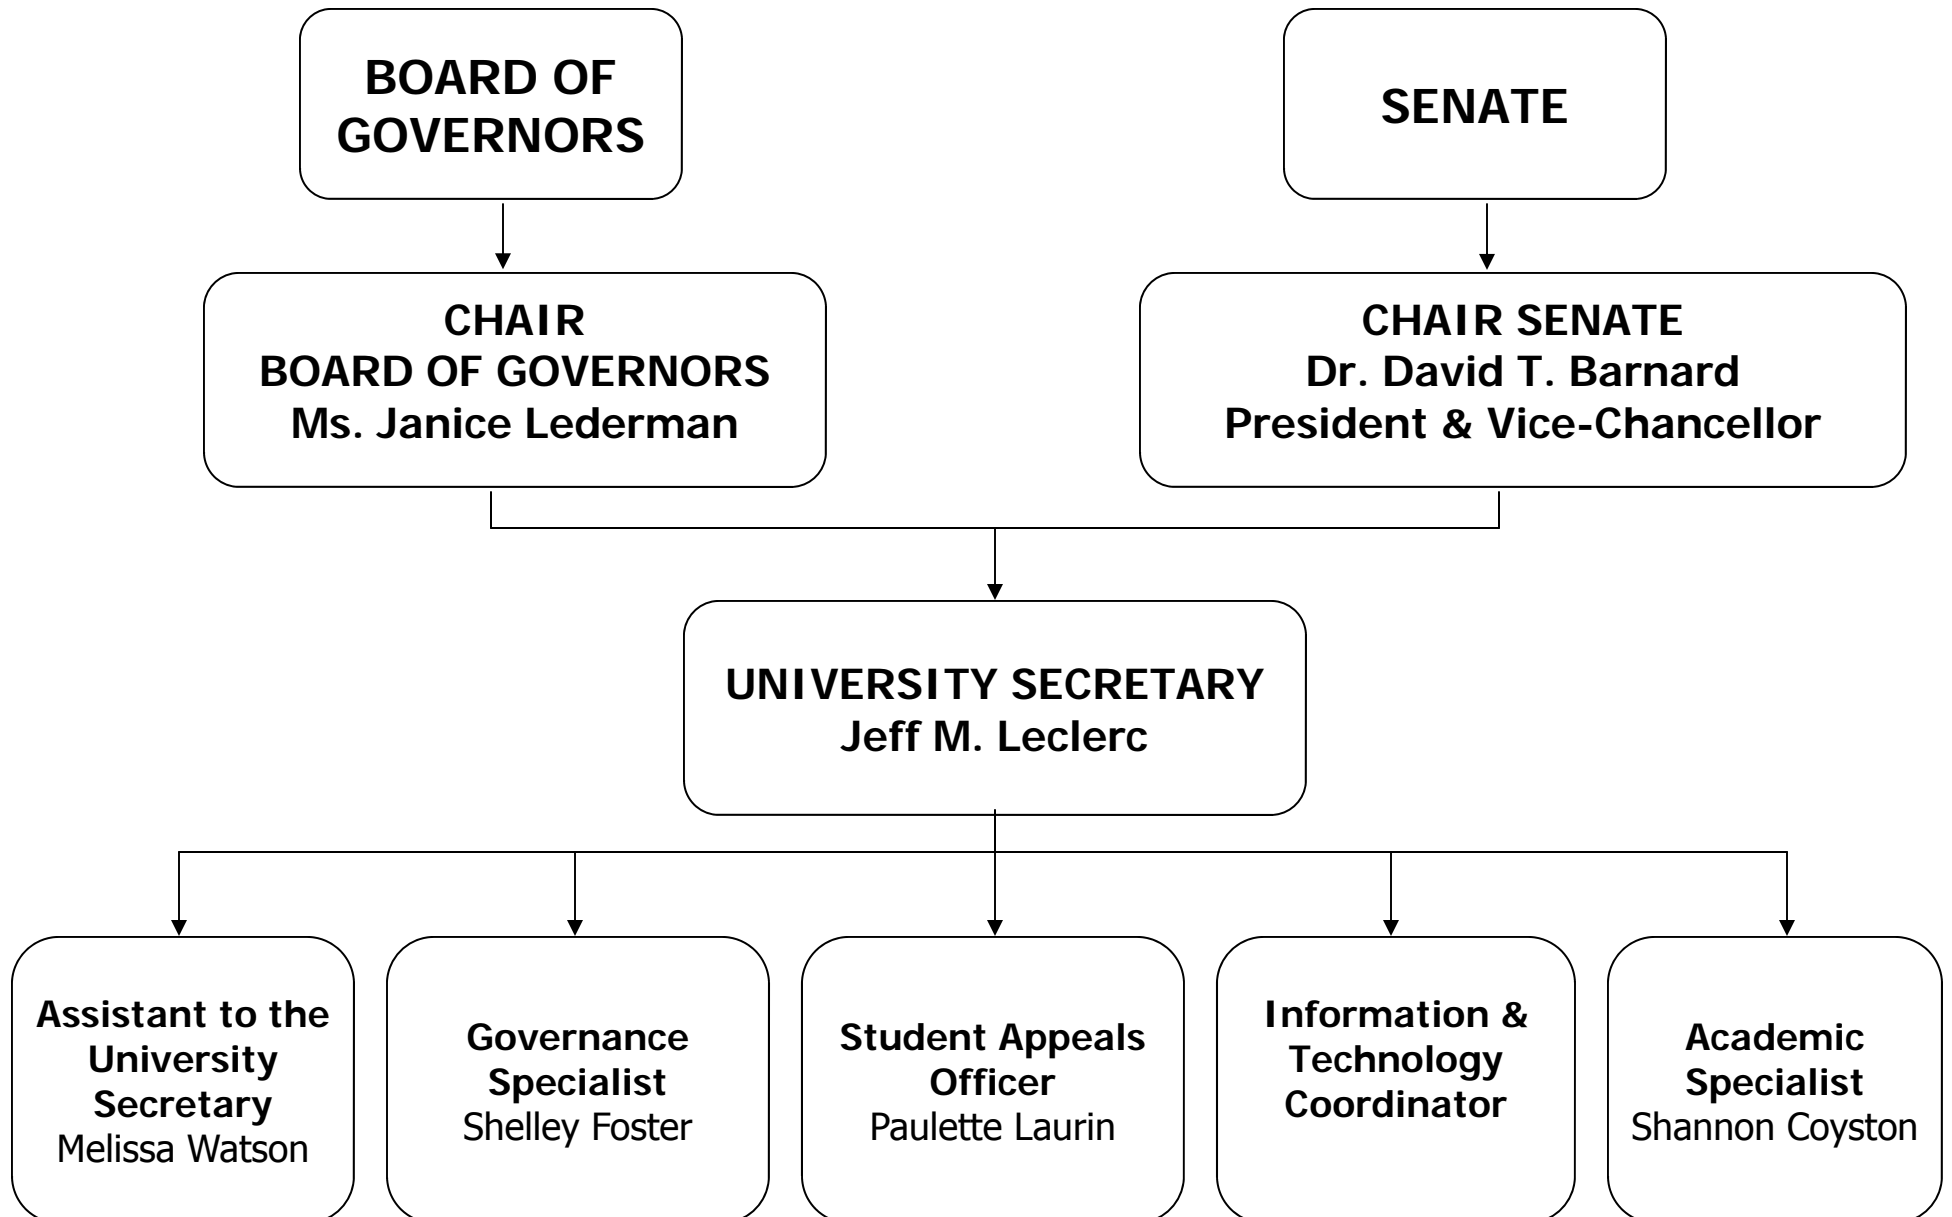 BOARD OF
GOVERNORS
SENATE
CHAIR
BOARD OF GOVERNORS
Ms. Janice Lederman
CHAIR SENATE
Dr. David T. Barnard
President & Vice-Chancellor
UNIVERSITY SECRETARY
Jeff M. Leclerc
Assistant to the
University
Secretary
Melissa Watson
Governance
Specialist
Shelley Foster
Student Appeals
Officer
Paulette Laurin
Information &
Technology
Coordinator
Academic
Specialist
Shannon Coyston